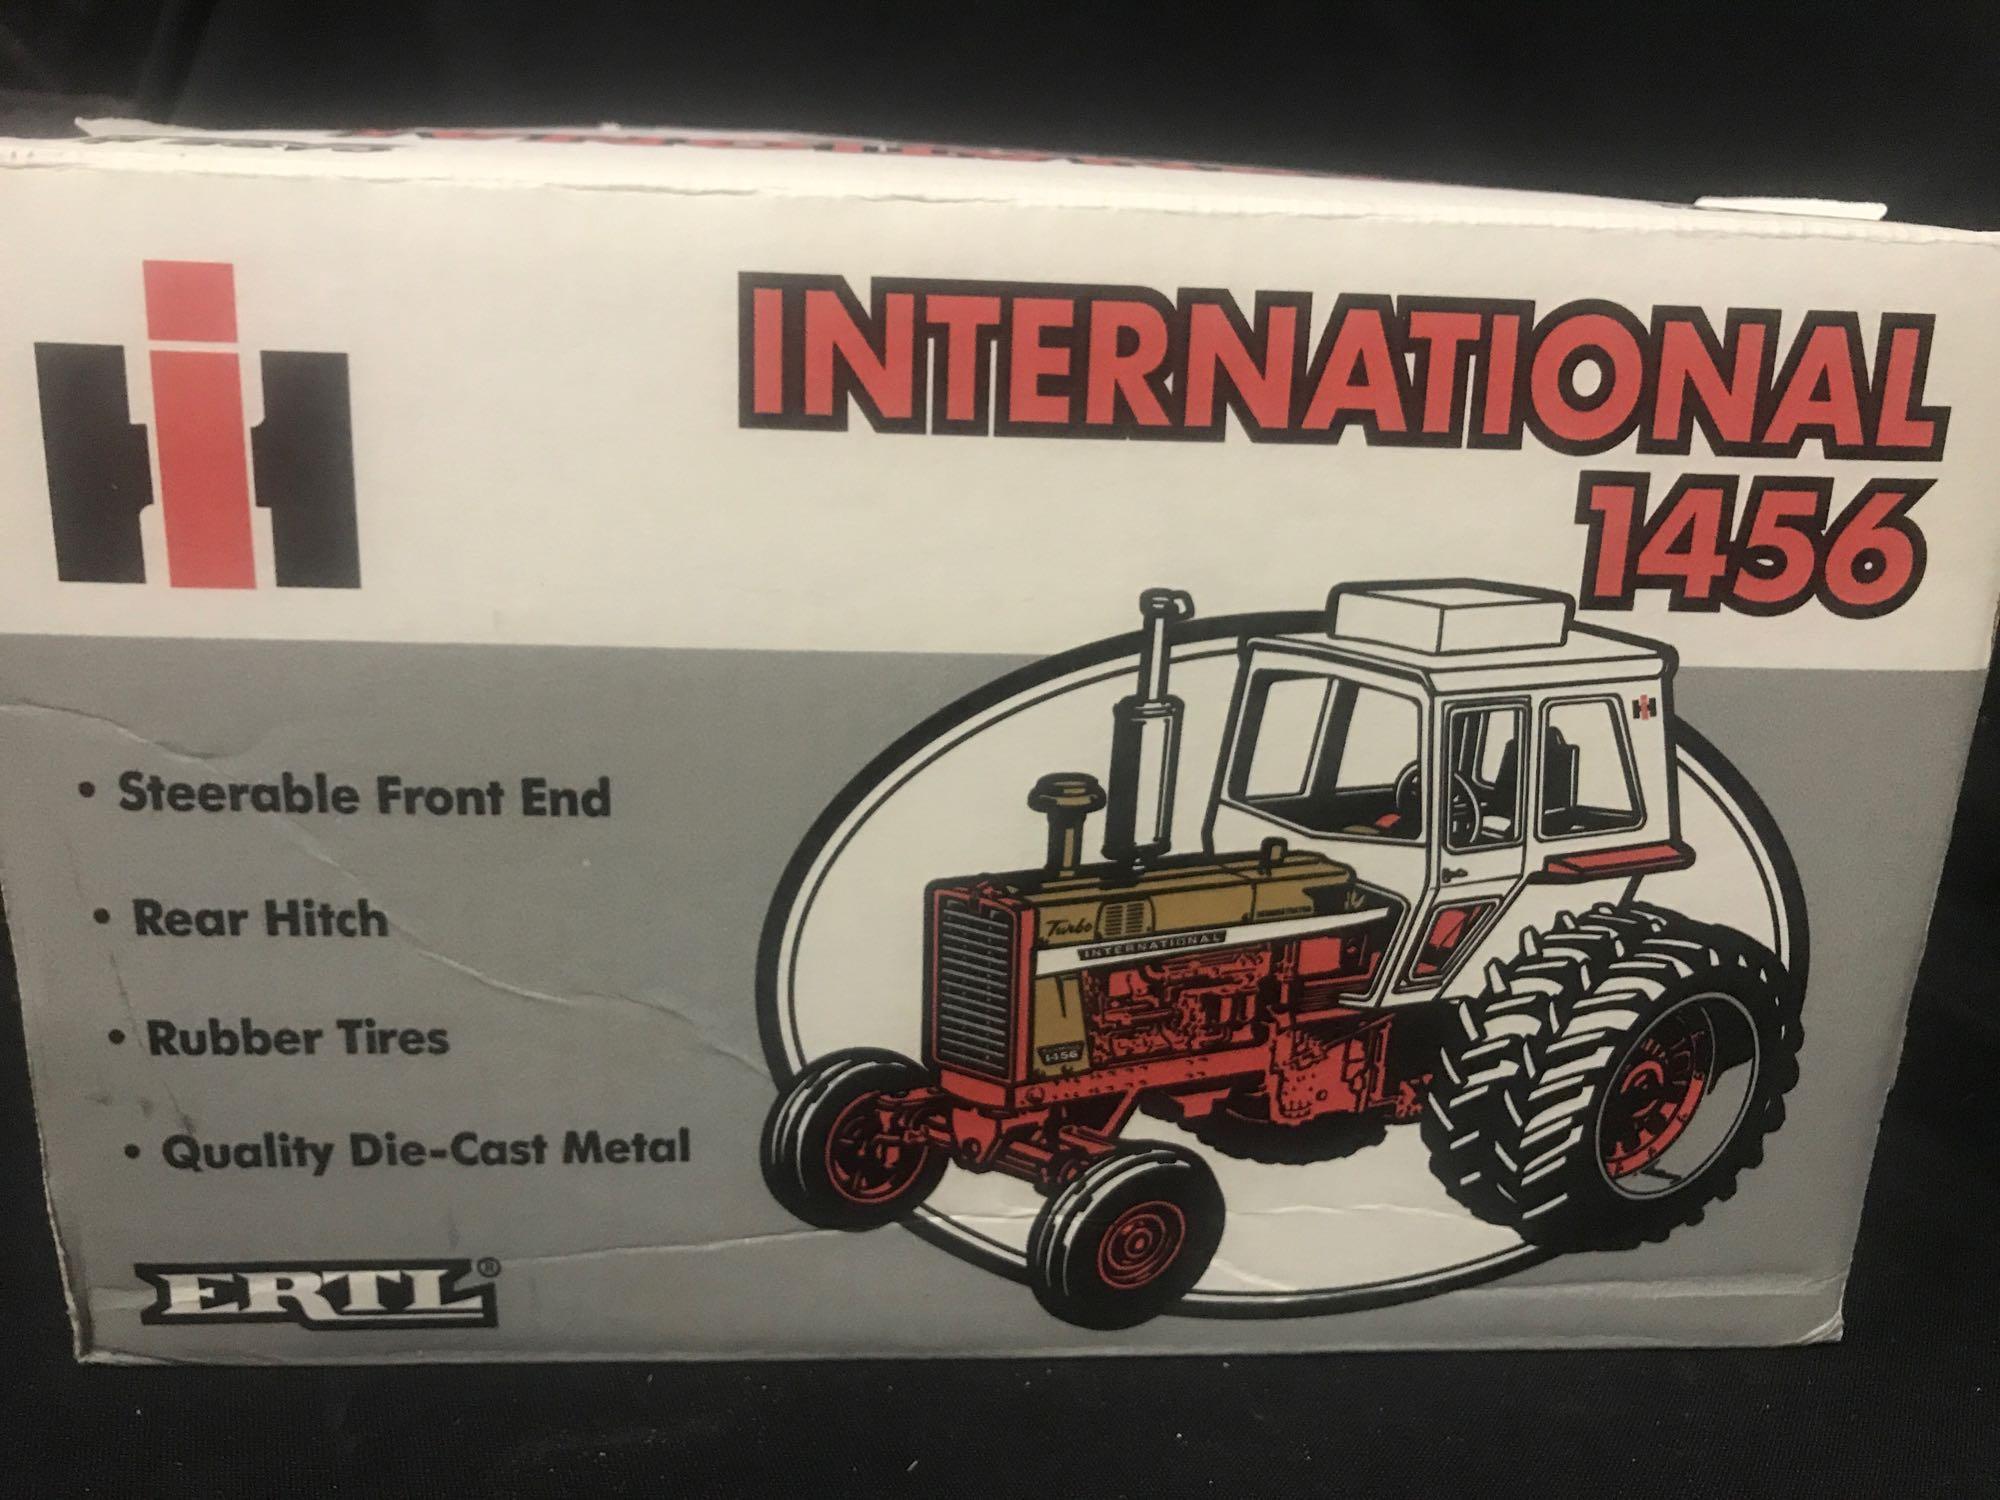 INTERNATIONAL
1456
• Steerable Front End
• Rear Hitch
• Rubber Tires
• Quality Die-Cast Metal
ERTL®
Turbo
INTERNATIONAL
1456